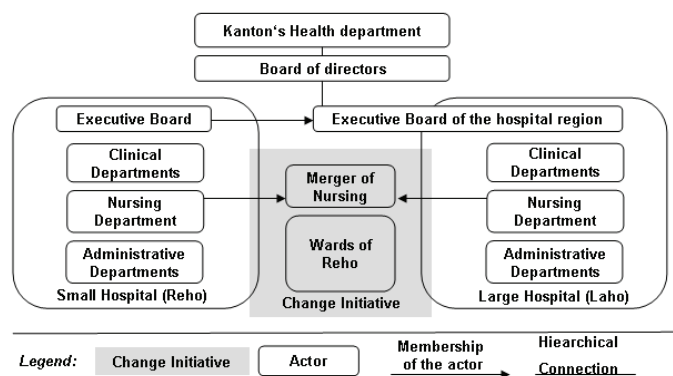 Kanton's Health department
Board of directors
Executive Board
Executive Board of the hospital region
Clinical
Departments
Merger of
Nursing
Clinical
Departments
Nursing
Department
Nursing
Department
Wards of
Reho
Administrative
Departments
Administrative
Departments
Small Hospital (Reho)
Change Initiative
Large Hospital (Laho)
Legend:
Change Initiative
Actor
Membership
of the actor
Hiearchical
Connection